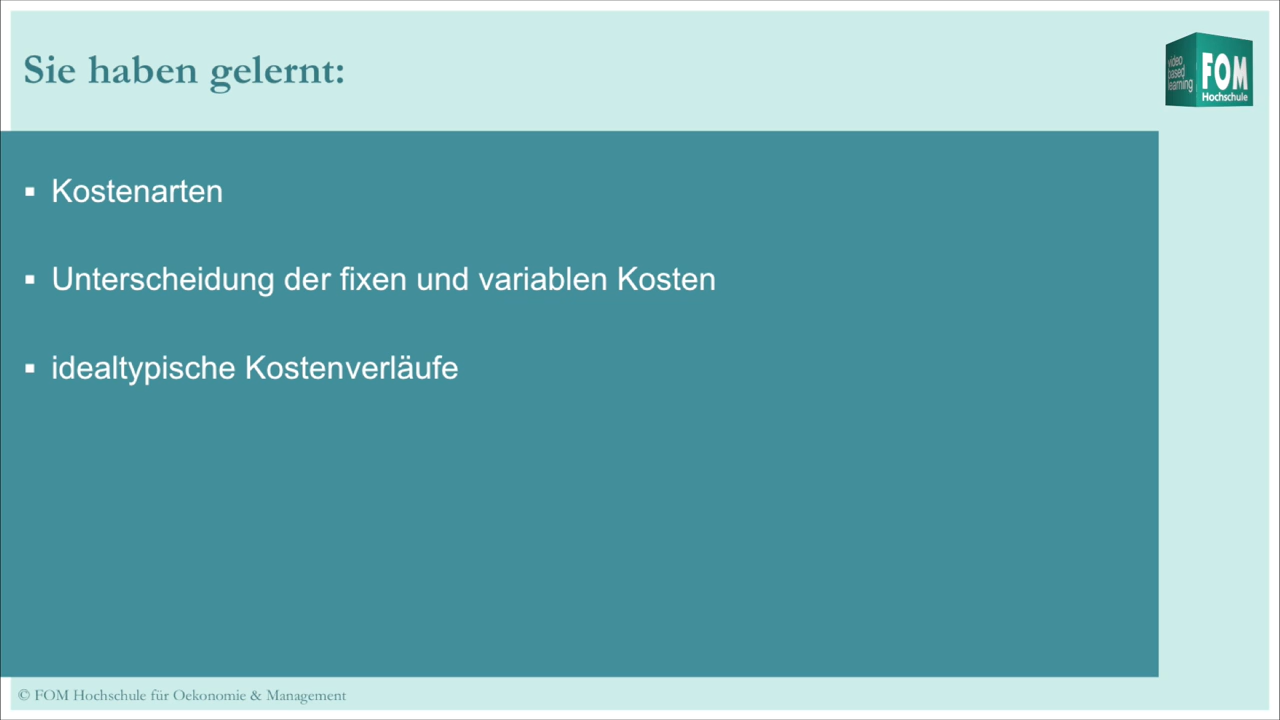 Sie haben gelernt:
video
based
learning
FOM
Hochschule
▪ Kostenarten
▪ Unterscheidung der fixen und variablen Kosten
▪ idealtypische Kostenverläufe
© FOM Hochschule für Oekonomie & Management